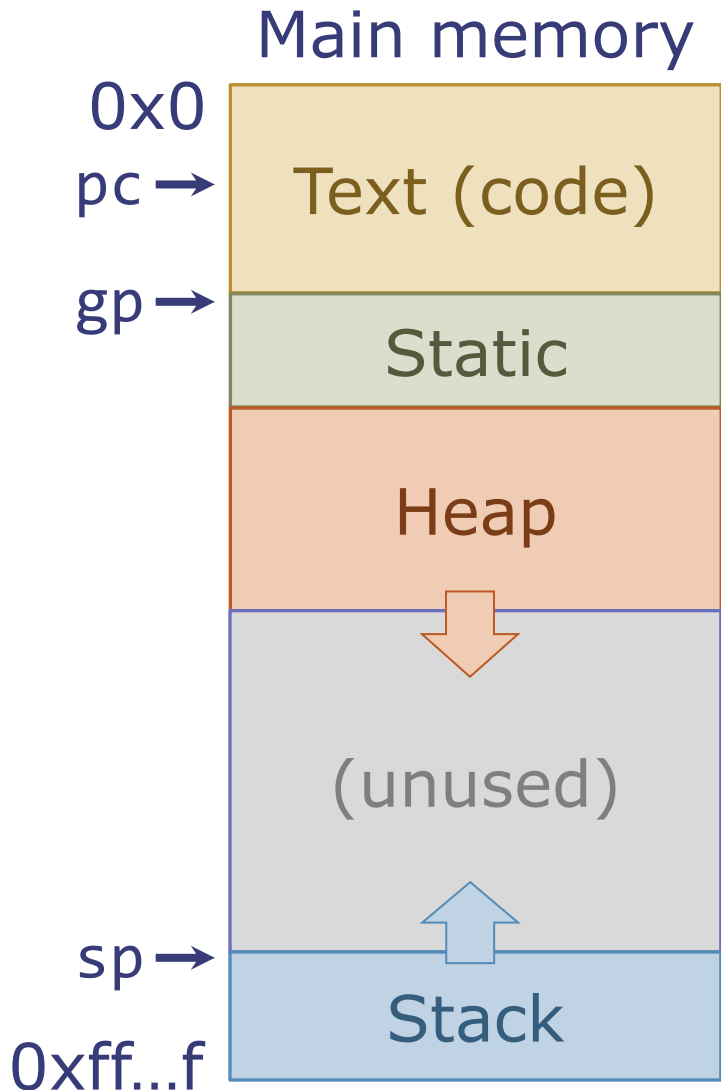 Main memory
0x0
pc
Text (code)
gp
Static
Heap
(unused)
sp
Stack
0xff...f